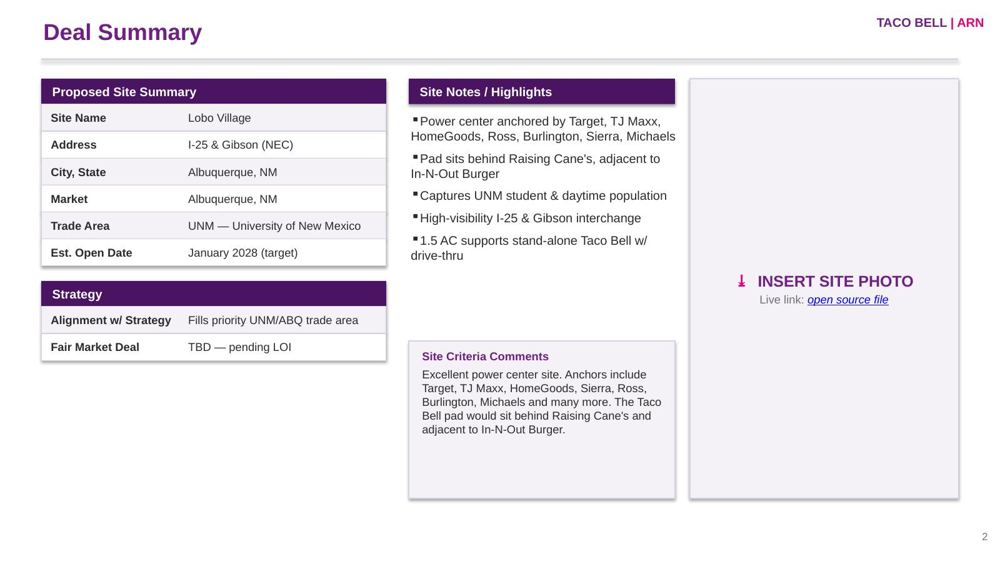 Deal Summary
TACO BELL | ARN
Proposed Site Summary
Site Name Lobo Village
Address I-25 & Gibson (NEC)
City, State Albuquerque, NM
Market Albuquerque, NM
Trade Area UNM — University of New Mexico
Est. Open Date January 2028 (target)
Strategy
Alignment w/ Strategy Fills priority UNM/ABQ trade area
Fair Market Deal TBD — pending LOI
Site Notes / Highlights
▪Power center anchored by Target, TJ Maxx,
HomeGoods, Ross, Burlington, Sierra, Michaels
▪Pad sits behind Raising Cane's, adjacent to
In-N-Out Burger
▪Captures UNM student & daytime population
▪High-visibility I-25 & Gibson interchange
▪1.5 AC supports stand-alone Taco Bell w/
drive-thru
Site Criteria Comments
Excellent power center site. Anchors include
Target, TJ Maxx, HomeGoods, Sierra, Ross,
Burlington, Michaels and many more. The Taco
Bell pad would sit behind Raising Cane's and
adjacent to In-N-Out Burger.
⤓ INSERT SITE PHOTO
Live link: open source file
2